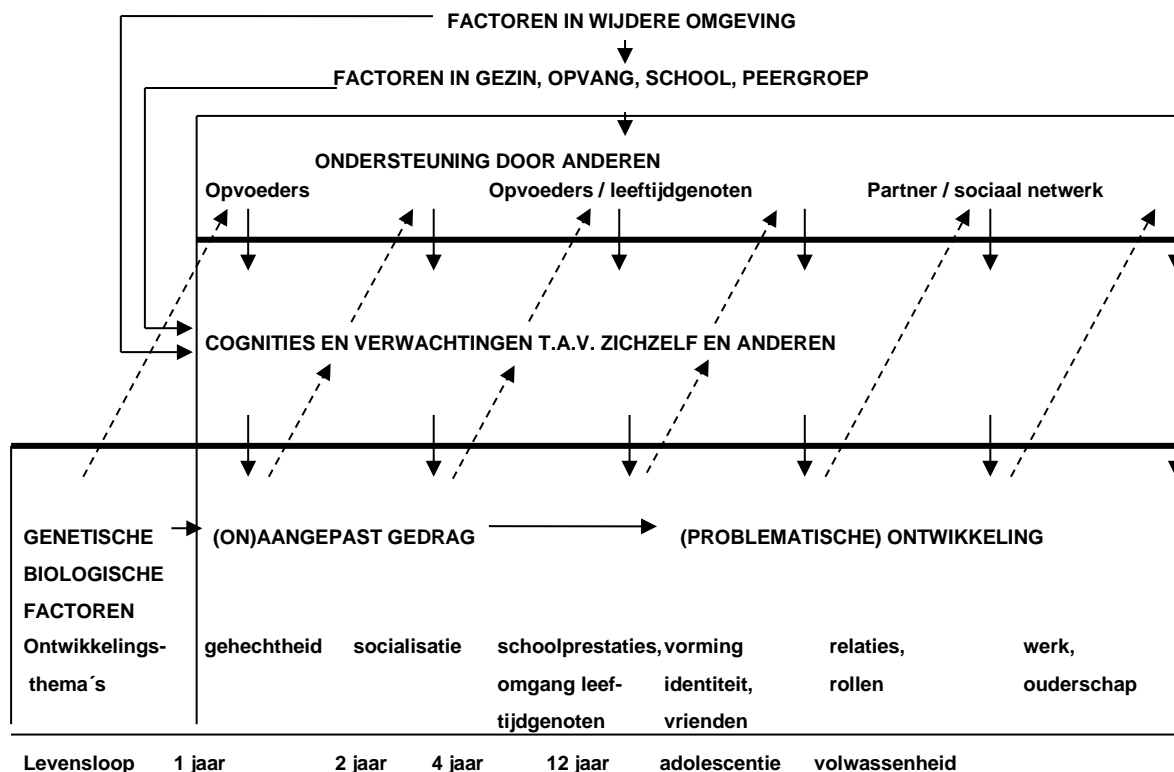 FACTOREN IN WIJDERE OMGEVING
FACTOREN IN GEZIN, OPVANG, SCHOOL, PEERGROEP
ONDERSTEUNING DOOR ANDEREN
Opvoeders Opvoeders / leeftijdgenoten Partner / sociaal netwerk
COGNITIES EN VERWACHTINGEN T.A.V. ZICHZELF EN ANDEREN
GENETISCHE (ON)AANGEPAST GEDRAG (PROBLEMATISCHE) ONTWIKKELING
BIOLOGISCHE
FACTOREN
Ontwikkelings- gehechtheid socialisatie schoolprestaties, vorming relaties, werk,
thema´s omgang leef- identiteit, rollen ouderschap
tijdgenoten vrienden
Levensloop 1 jaar 2 jaar 4 jaar 12 jaar adolescentie volwassenheid